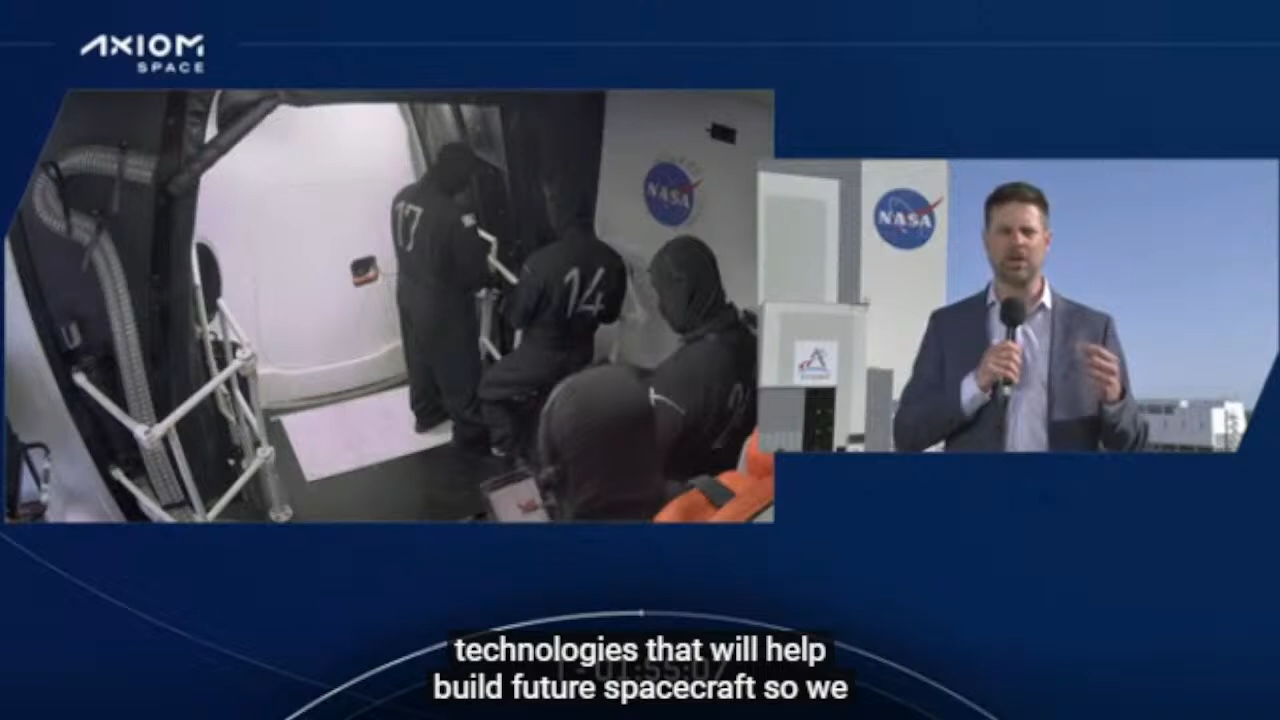 AXIOM
SPACE
17
14
NASA
NASA
technologies that will help
build future spacecraft so we